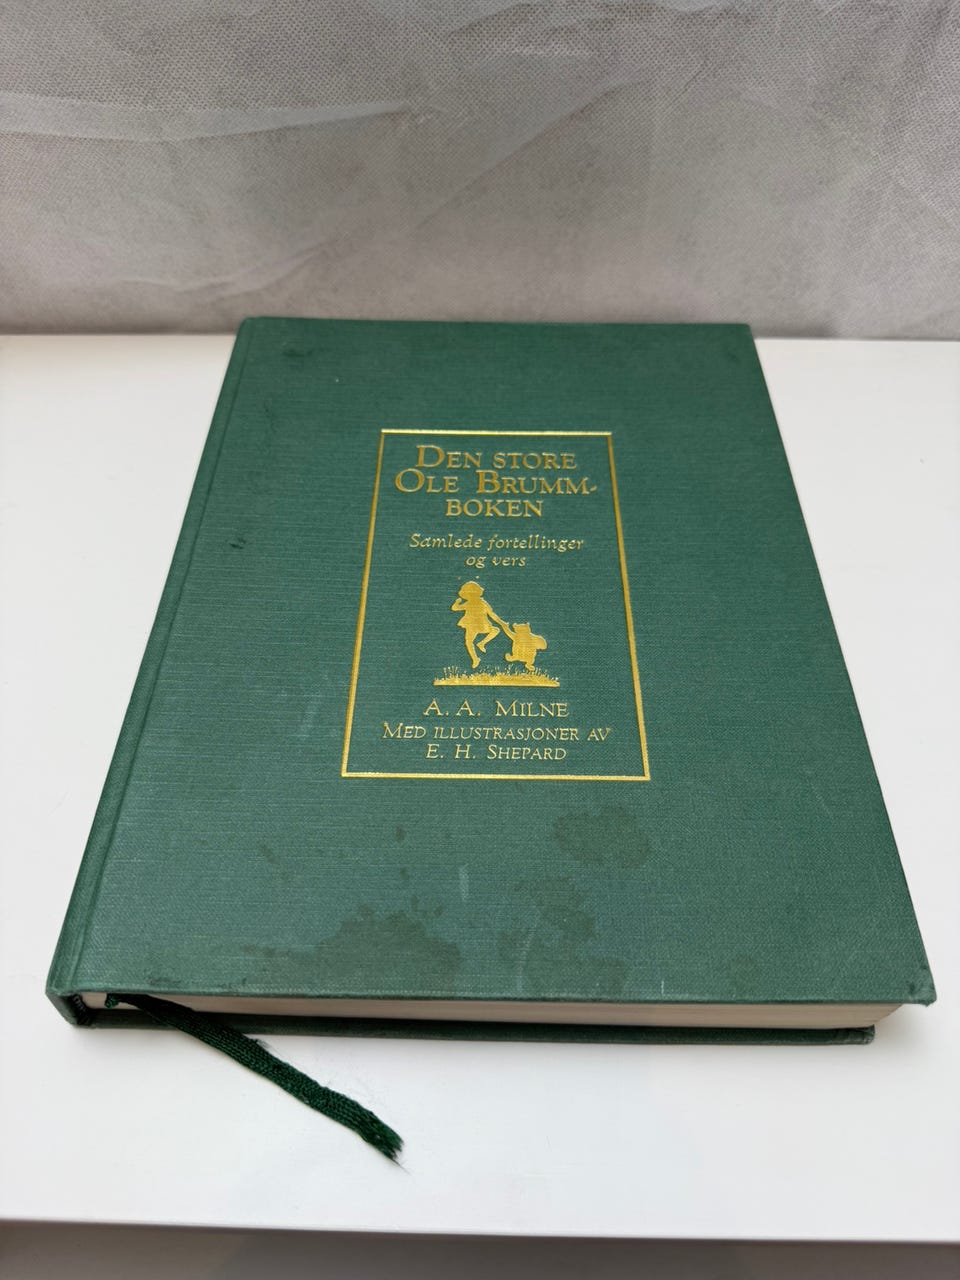 DEN STORE
OLE BRUMM-
BOKEN
Samlede fortellinger
og vers
A. A. MILNE
MED ILLUSTRASJONER AV
E. H. SHEPARD